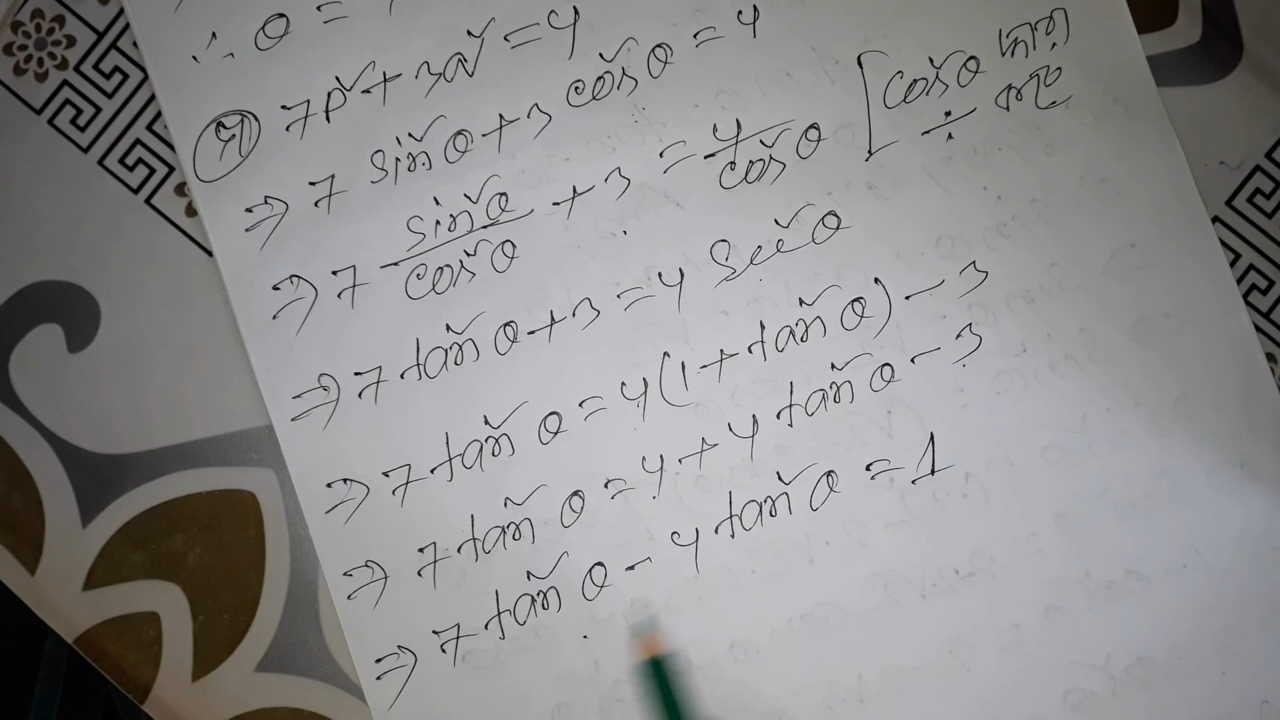 ∴ θ =
(গ) 7p² + 3q² = 4
⇒ 7 sin²θ + 3 cos²θ = 4
⇒ 7 sin²θ/cos²θ + 3 = 4/cos²θ [cos²θ দ্বারা ÷ করে
⇒ 7 tan²θ + 3 = 4 sec²θ
⇒ 7 tan²θ = 4(1 + tan²θ) - 3
⇒ 7 tan²θ = 4 + 4 tan²θ - 3
⇒ 7 tan²θ - 4 tan²θ = 1